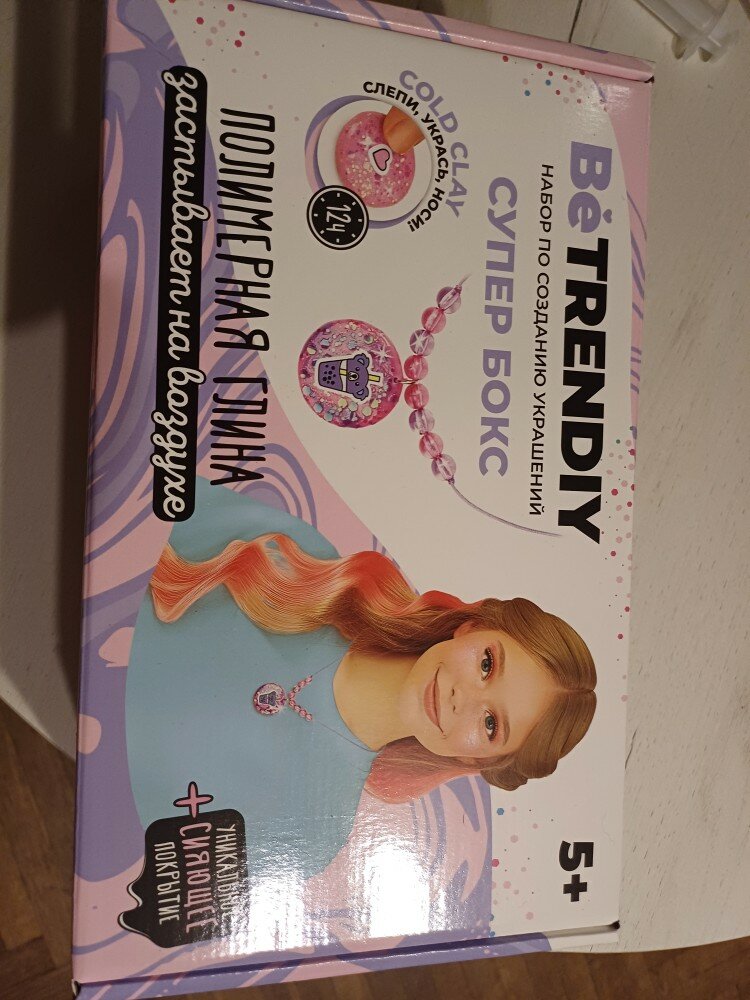 BéTRENDIY
НАБОР ПО СОЗДАНИЮ УКРАШЕНИЙ
СУПЕР БОКС
5+
COLD CLAY
СЛЕПИ, УКРАСЬ, НОСИ!
12Ч
ПОЛИМЕРНАЯ ГЛИНА
застывает на воздухе
УНИКАЛЬНОЕ
+ СИЯЮЩЕЕ
ПОКРЫТИЕ